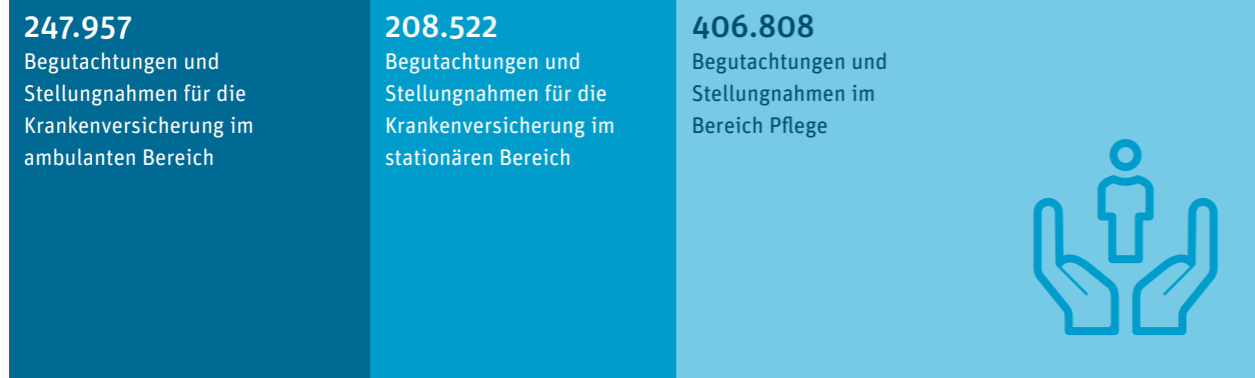 247.957
Begutachtungen und
Stellungnahmen für die
Krankenversicherung im
ambulanten Bereich
208.522
Begutachtungen und
Stellungnahmen für die
Krankenversicherung im
stationären Bereich
406.808
Begutachtungen und
Stellungnahmen im
Bereich Pflege